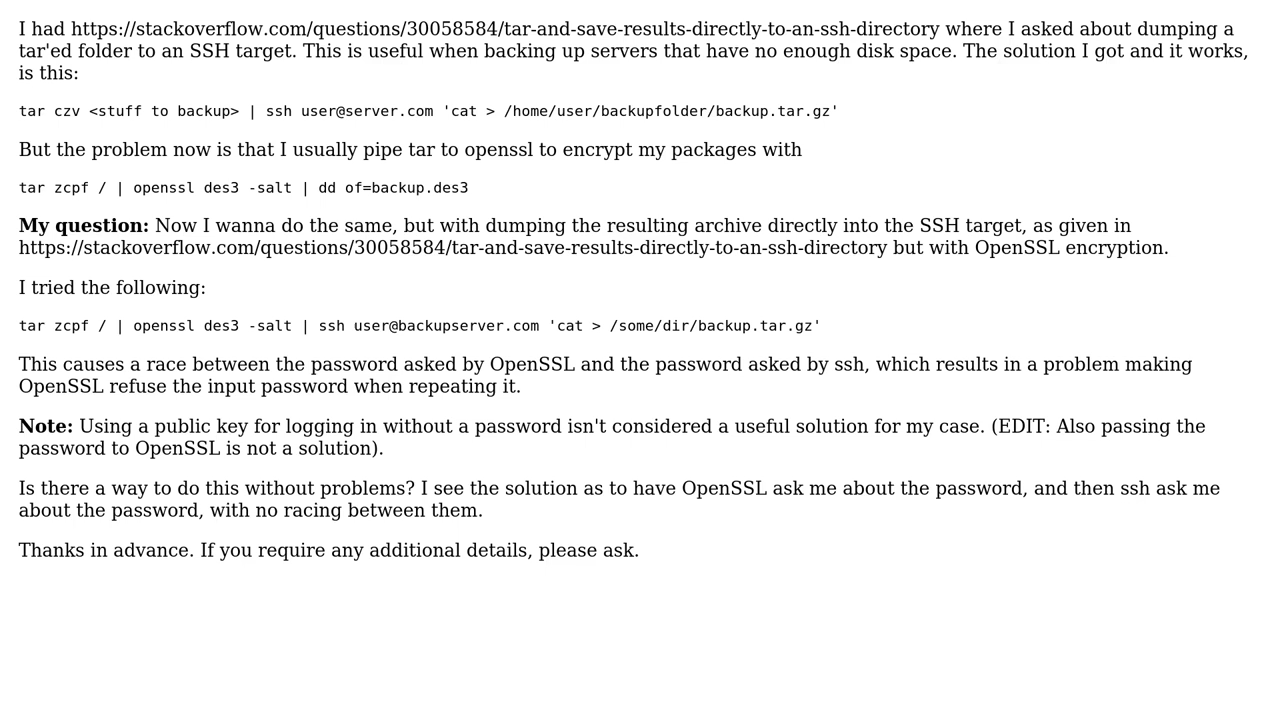 I had https://stackoverflow.com/questions/30058584/tar-and-save-results-directly-to-an-ssh-directory where I asked about dumping a
tar'ed folder to an SSH target. This is useful when backing up servers that have no enough disk space. The solution I got and it works,
is this:
tar czv <stuff to backup> | ssh user@server.com 'cat > /home/user/backupfolder/backup.tar.gz'
But the problem now is that I usually pipe tar to openssl to encrypt my packages with
tar zcpf / | openssl des3 -salt | dd of=backup.des3
My question: Now I wanna do the same, but with dumping the resulting archive directly into the SSH target, as given in
https://stackoverflow.com/questions/30058584/tar-and-save-results-directly-to-an-ssh-directory but with OpenSSL encryption.
I tried the following:
tar zcpf / | openssl des3 -salt | ssh user@backupserver.com 'cat > /some/dir/backup.tar.gz'
This causes a race between the password asked by OpenSSL and the password asked by ssh, which results in a problem making
OpenSSL refuse the input password when repeating it.
Note: Using a public key for logging in without a password isn't considered a useful solution for my case. (EDIT: Also passing the
password to OpenSSL is not a solution).
Is there a way to do this without problems? I see the solution as to have OpenSSL ask me about the password, and then ssh ask me
about the password, with no racing between them.
Thanks in advance. If you require any additional details, please ask.